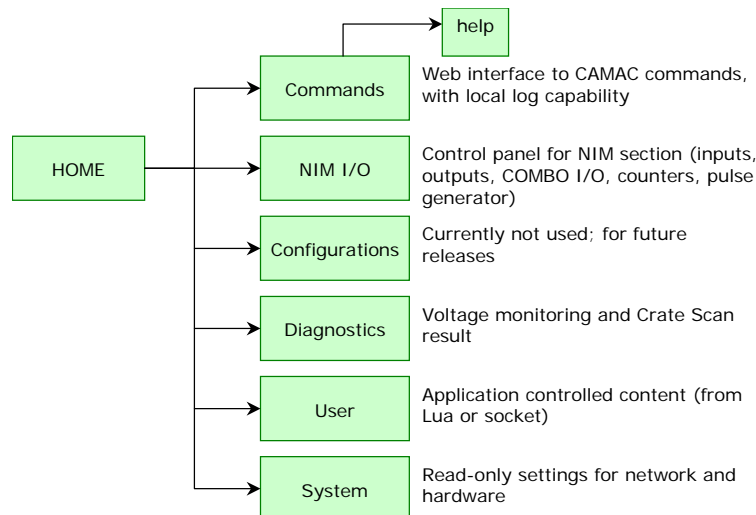 help
Commands
Web interface to CAMAC commands,
with local log capability
HOME
NIM I/O
Control panel for NIM section (inputs,
outputs, COMBO I/O, counters, pulse
generator)
Configurations
Currently not used; for future
releases
Diagnostics
Voltage monitoring and Crate Scan
result
User
Application controlled content (from
Lua or socket)
System
Read-only settings for network and
hardware